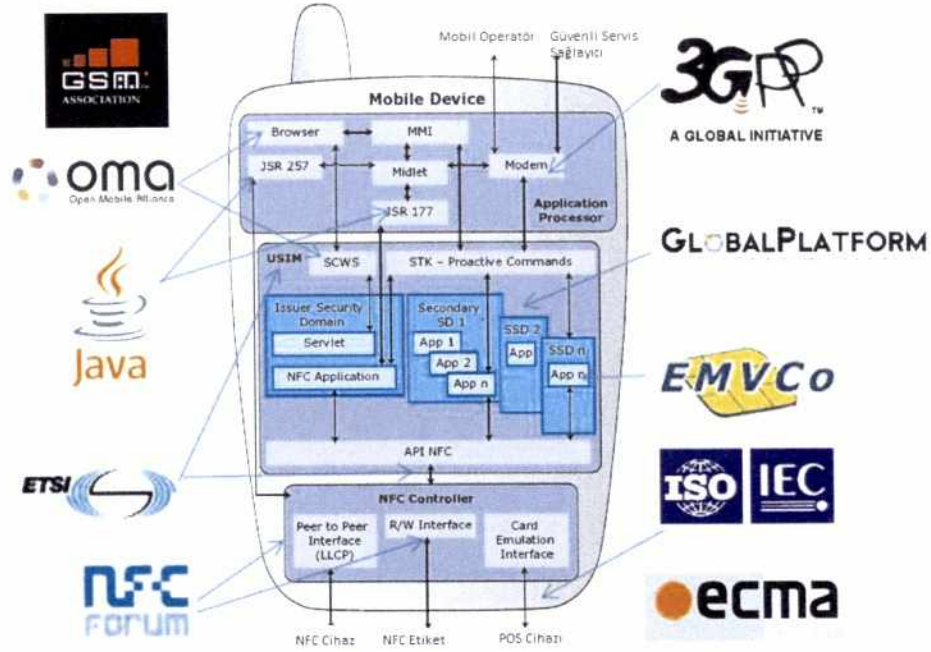 GSM
ASSOCIATION
oma
Open Mobile Alliance
Java
ETSI
NFC
FORUM
Mobil Operatör
Güvenli Servis
Sağlayıcı
Mobile Device
Browser
MMI
JSR 257
Midlet
Modem
JSR 177
Application
Processor
USIM
SCWS
STK – Proactive Commands
Issuer Security
Domain
Servlet
NFC Application
Secondary
SD 1
App 1
App 2
App n
SSD 2
App
SSD n
App n
API NFC
NFC Controller
Peer to Peer
Interface
(LLCP)
R/W Interface
Card
Emulation
Interface
NFC Cihaz
NFC Etiket
POS Cihazı
3GPP
TM
A GLOBAL INITIATIVE
GLOBALPLATFORM
EMVCo
ISO
IEC
ecma